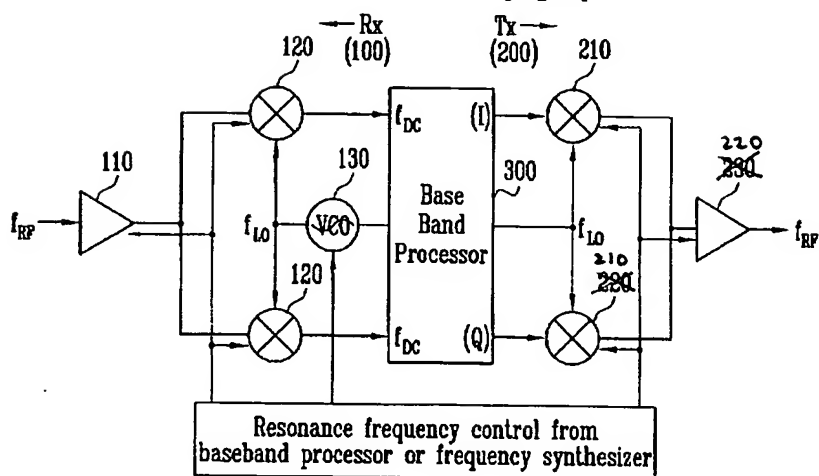 Rx Tx
(100) (200)
120 210
f_DC (I)
220
230
110
130
300
Base
Band
Processor
f_RF f_LO VCO f_LO f_RF
120
210
220
f_DC (Q)
Resonance frequency control from
baseband processor or frequency synthesizer